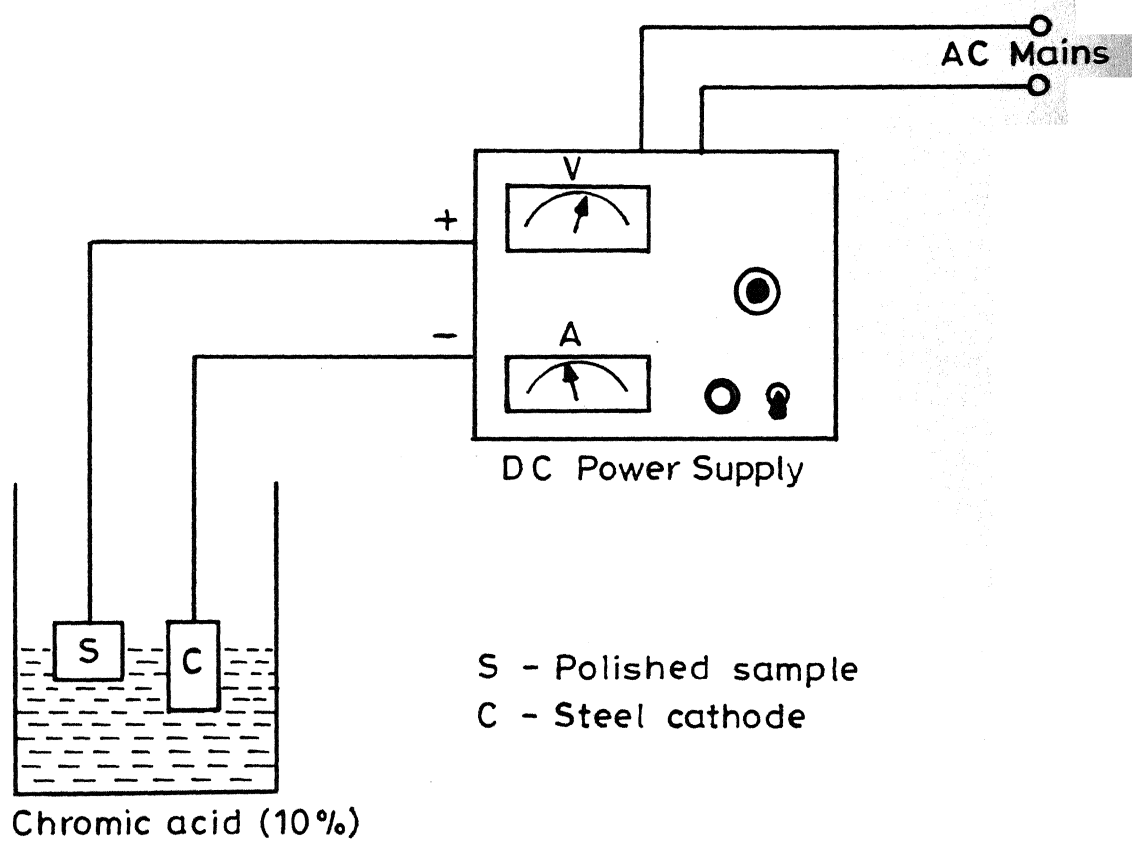 AC Mains
V
+
−
A
DC Power Supply
S
C
S - Polished sample
C - Steel cathode
Chromic acid (10%)